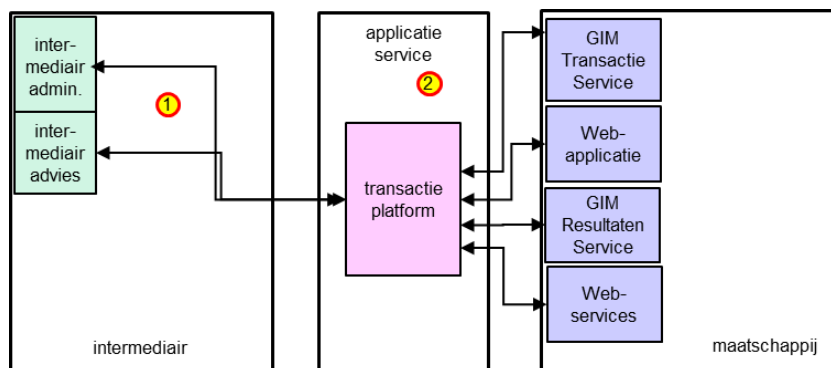 inter-
mediair
admin.
inter-
mediair
advies
1
intermediair
applicatie
service
2
transactie
platform
GIM
Transactie
Service
Web-
applicatie
GIM
Resultaten
Service
Web-
services
maatschappij